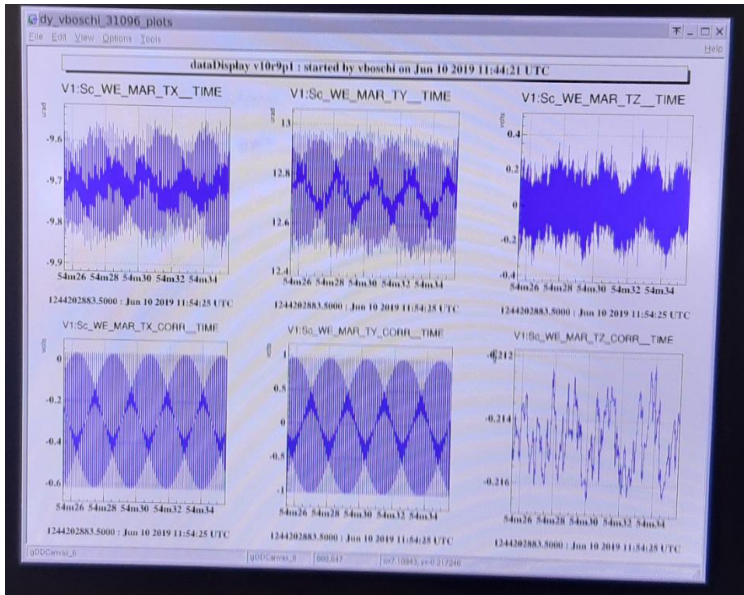 dy_vboschi_31096_plots
File Edit View Options Tools
Help
dataDisplay v10r9p1 : started by vboschi on Jun 10 2019 11:44:21 UTC
V1:Sc_WE_MAR_TX__TIME
V1:Sc_WE_MAR_TY__TIME
V1:Sc_WE_MAR_TZ__TIME
urad
urad
volts
-9.6
-9.7
-9.8
-9.9
13
12.8
12.6
12.4
0.4
0.2
0
-0.2
-0.4
54m26 54m28 54m30 54m32 54m34
54m26 54m28 54m30 54m32 54m34
54m26 54m28 54m30 54m32 54m34
1244202883.5000 : Jun 10 2019 11:54:25 UTC
1244202883.5000 : Jun 10 2019 11:54:25 UTC
1244202883.5000 : Jun 10 2019 11:54:25 UTC
V1:Sc_WE_MAR_TX_CORR__TIME
V1:Sc_WE_MAR_TY_CORR__TIME
V1:Sc_WE_MAR_TZ_CORR__TIME
volts
volts
0
-0.2
-0.4
-0.6
1
0.5
0
-0.5
-1
-0.212
-0.214
-0.216
54m26 54m28 54m30 54m32 54m34
54m26 54m28 54m30 54m32 54m34
54m26 54m28 54m30 54m32 54m34
1244202883.5000 : Jun 10 2019 11:54:25 UTC
1244202883.5000 : Jun 10 2019 11:54:25 UTC
1244202883.5000 : Jun 10 2019 11:54:25 UTC
gDDCanvas_6
gDDCanvas_6